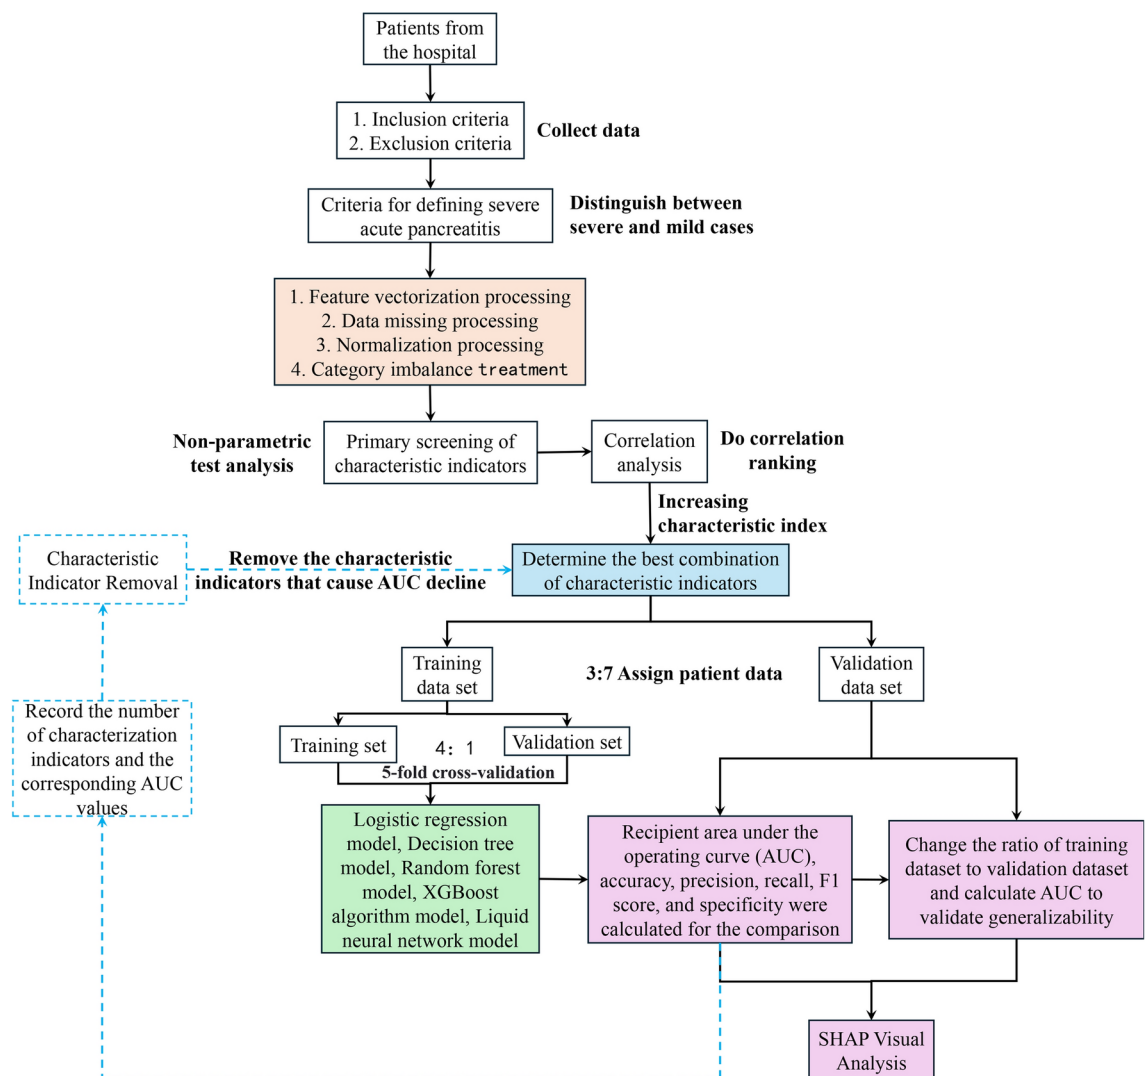 Patients from
the hospital
1. Inclusion criteria
2. Exclusion criteria
Collect data
Criteria for defining severe
acute pancreatitis
Distinguish between
severe and mild cases
1. Feature vectorization processing
2. Data missing processing
3. Normalization processing
4. Category imbalance treatment
Non-parametric
test analysis
Primary screening of
characteristic indicators
Correlation
analysis
Do correlation
ranking
Increasing
characteristic index
Characteristic
Indicator Removal
Remove the characteristic
indicators that cause AUC decline
Determine the best combination
of characteristic indicators
Training
data set
3:7 Assign patient data
Validation
data set
Record the number
of characterization
indicators and the
corresponding AUC
values
Training set
4: 1
Validation set
5-fold cross-validation
Logistic regression
model, Decision tree
model, Random forest
model, XGBoost
algorithm model, Liquid
neural network model
Recipient area under the
operating curve (AUC),
accuracy, precision, recall, F1
score, and specificity were
calculated for the comparison
Change the ratio of training
dataset to validation dataset
and calculate AUC to
validate generalizability
SHAP Visual
Analysis